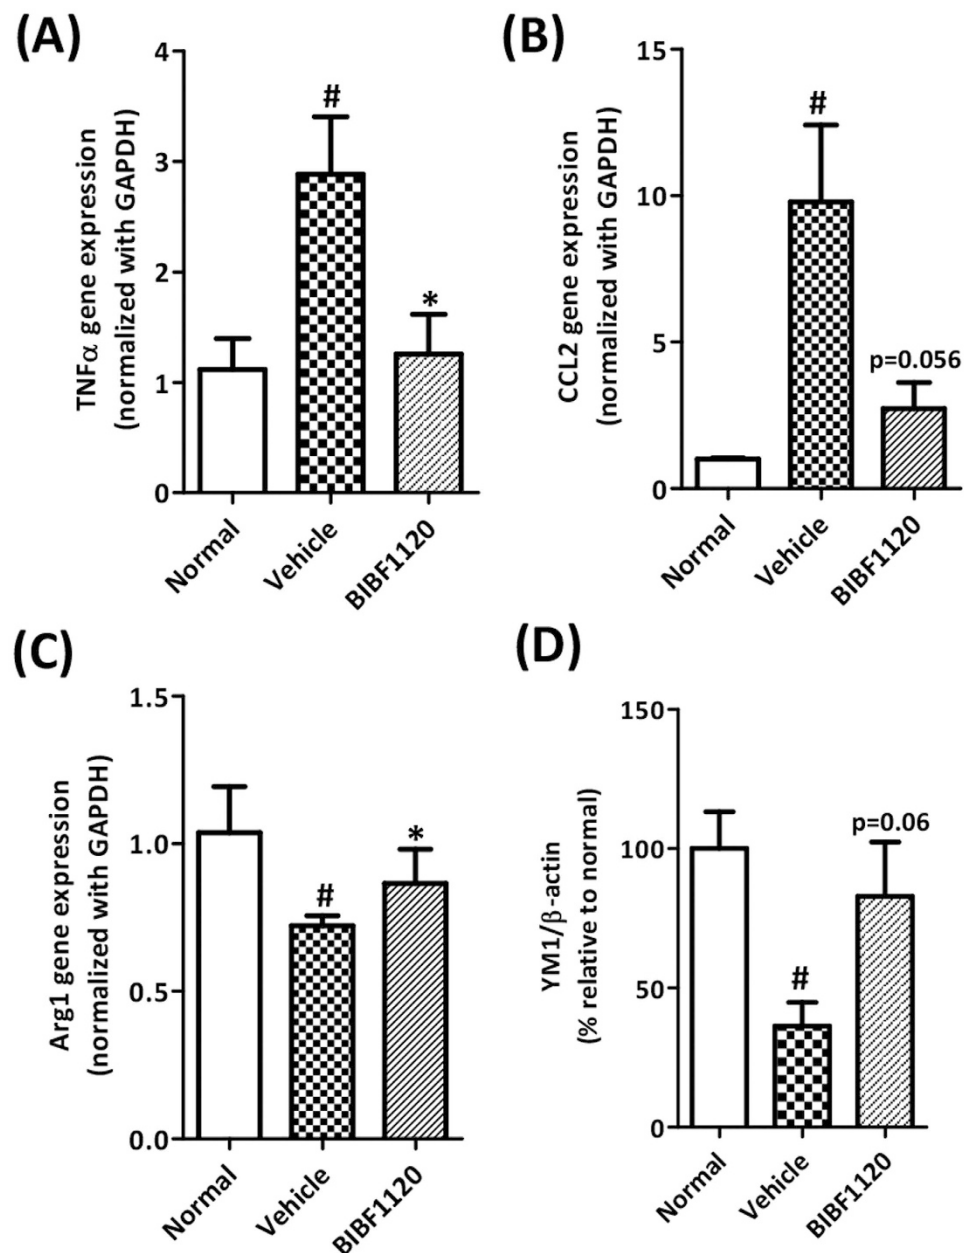 (A)
TNFα gene expression
(normalized with GAPDH)
4
3
2
1
0
#
*
Normal
Vehicle
BIBF1120
(B)
CCL2 gene expression
(normalized with GAPDH)
15
10
5
0
#
p=0.056
Normal
Vehicle
BIBF1120
(C)
Arg1 gene expression
(normalized with GAPDH)
1.5
1.0
0.5
0.0
#
*
Normal
Vehicle
BIBF1120
(D)
YM1/β-actin
(% relative to normal)
150
100
50
0
#
p=0.06
Normal
Vehicle
BIBF1120